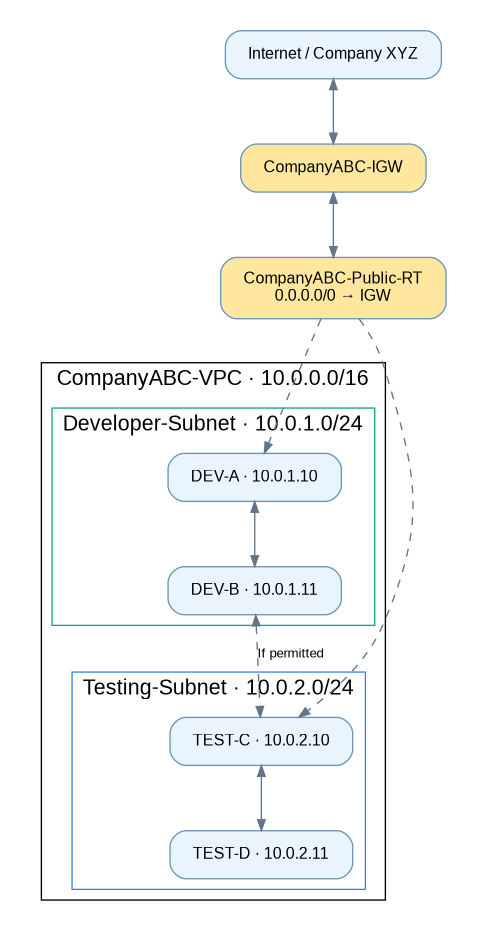 Internet / Company XYZ
CompanyABC-IGW
CompanyABC-Public-RT
0.0.0.0/0 → IGW
CompanyABC-VPC · 10.0.0.0/16
Developer-Subnet · 10.0.1.0/24
DEV-A · 10.0.1.10
DEV-B · 10.0.1.11
If permitted
Testing-Subnet · 10.0.2.0/24
TEST-C · 10.0.2.10
TEST-D · 10.0.2.11